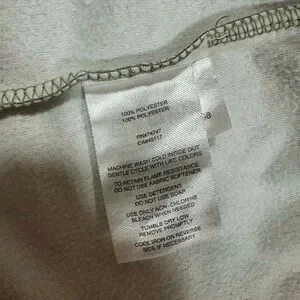 100% POLYESTER
100% POLYESTER
RN#74747
CA#43117
MACHINE WASH COLD INSIDE OUT
GENTLE CYCLE WITH LIKE COLORS
TO RETAIN FLAME RESISTANCE
DO NOT USE FABRIC SOFTENER
USE DETERGENT
DO NOT USE SOAP
USE ONLY NON-CHLORINE
BLEACH WHEN NEEDED
TUMBLE DRY LOW
REMOVE PROMPTLY
COOL IRON ON REVERSE
SIDE IF NECESSARY